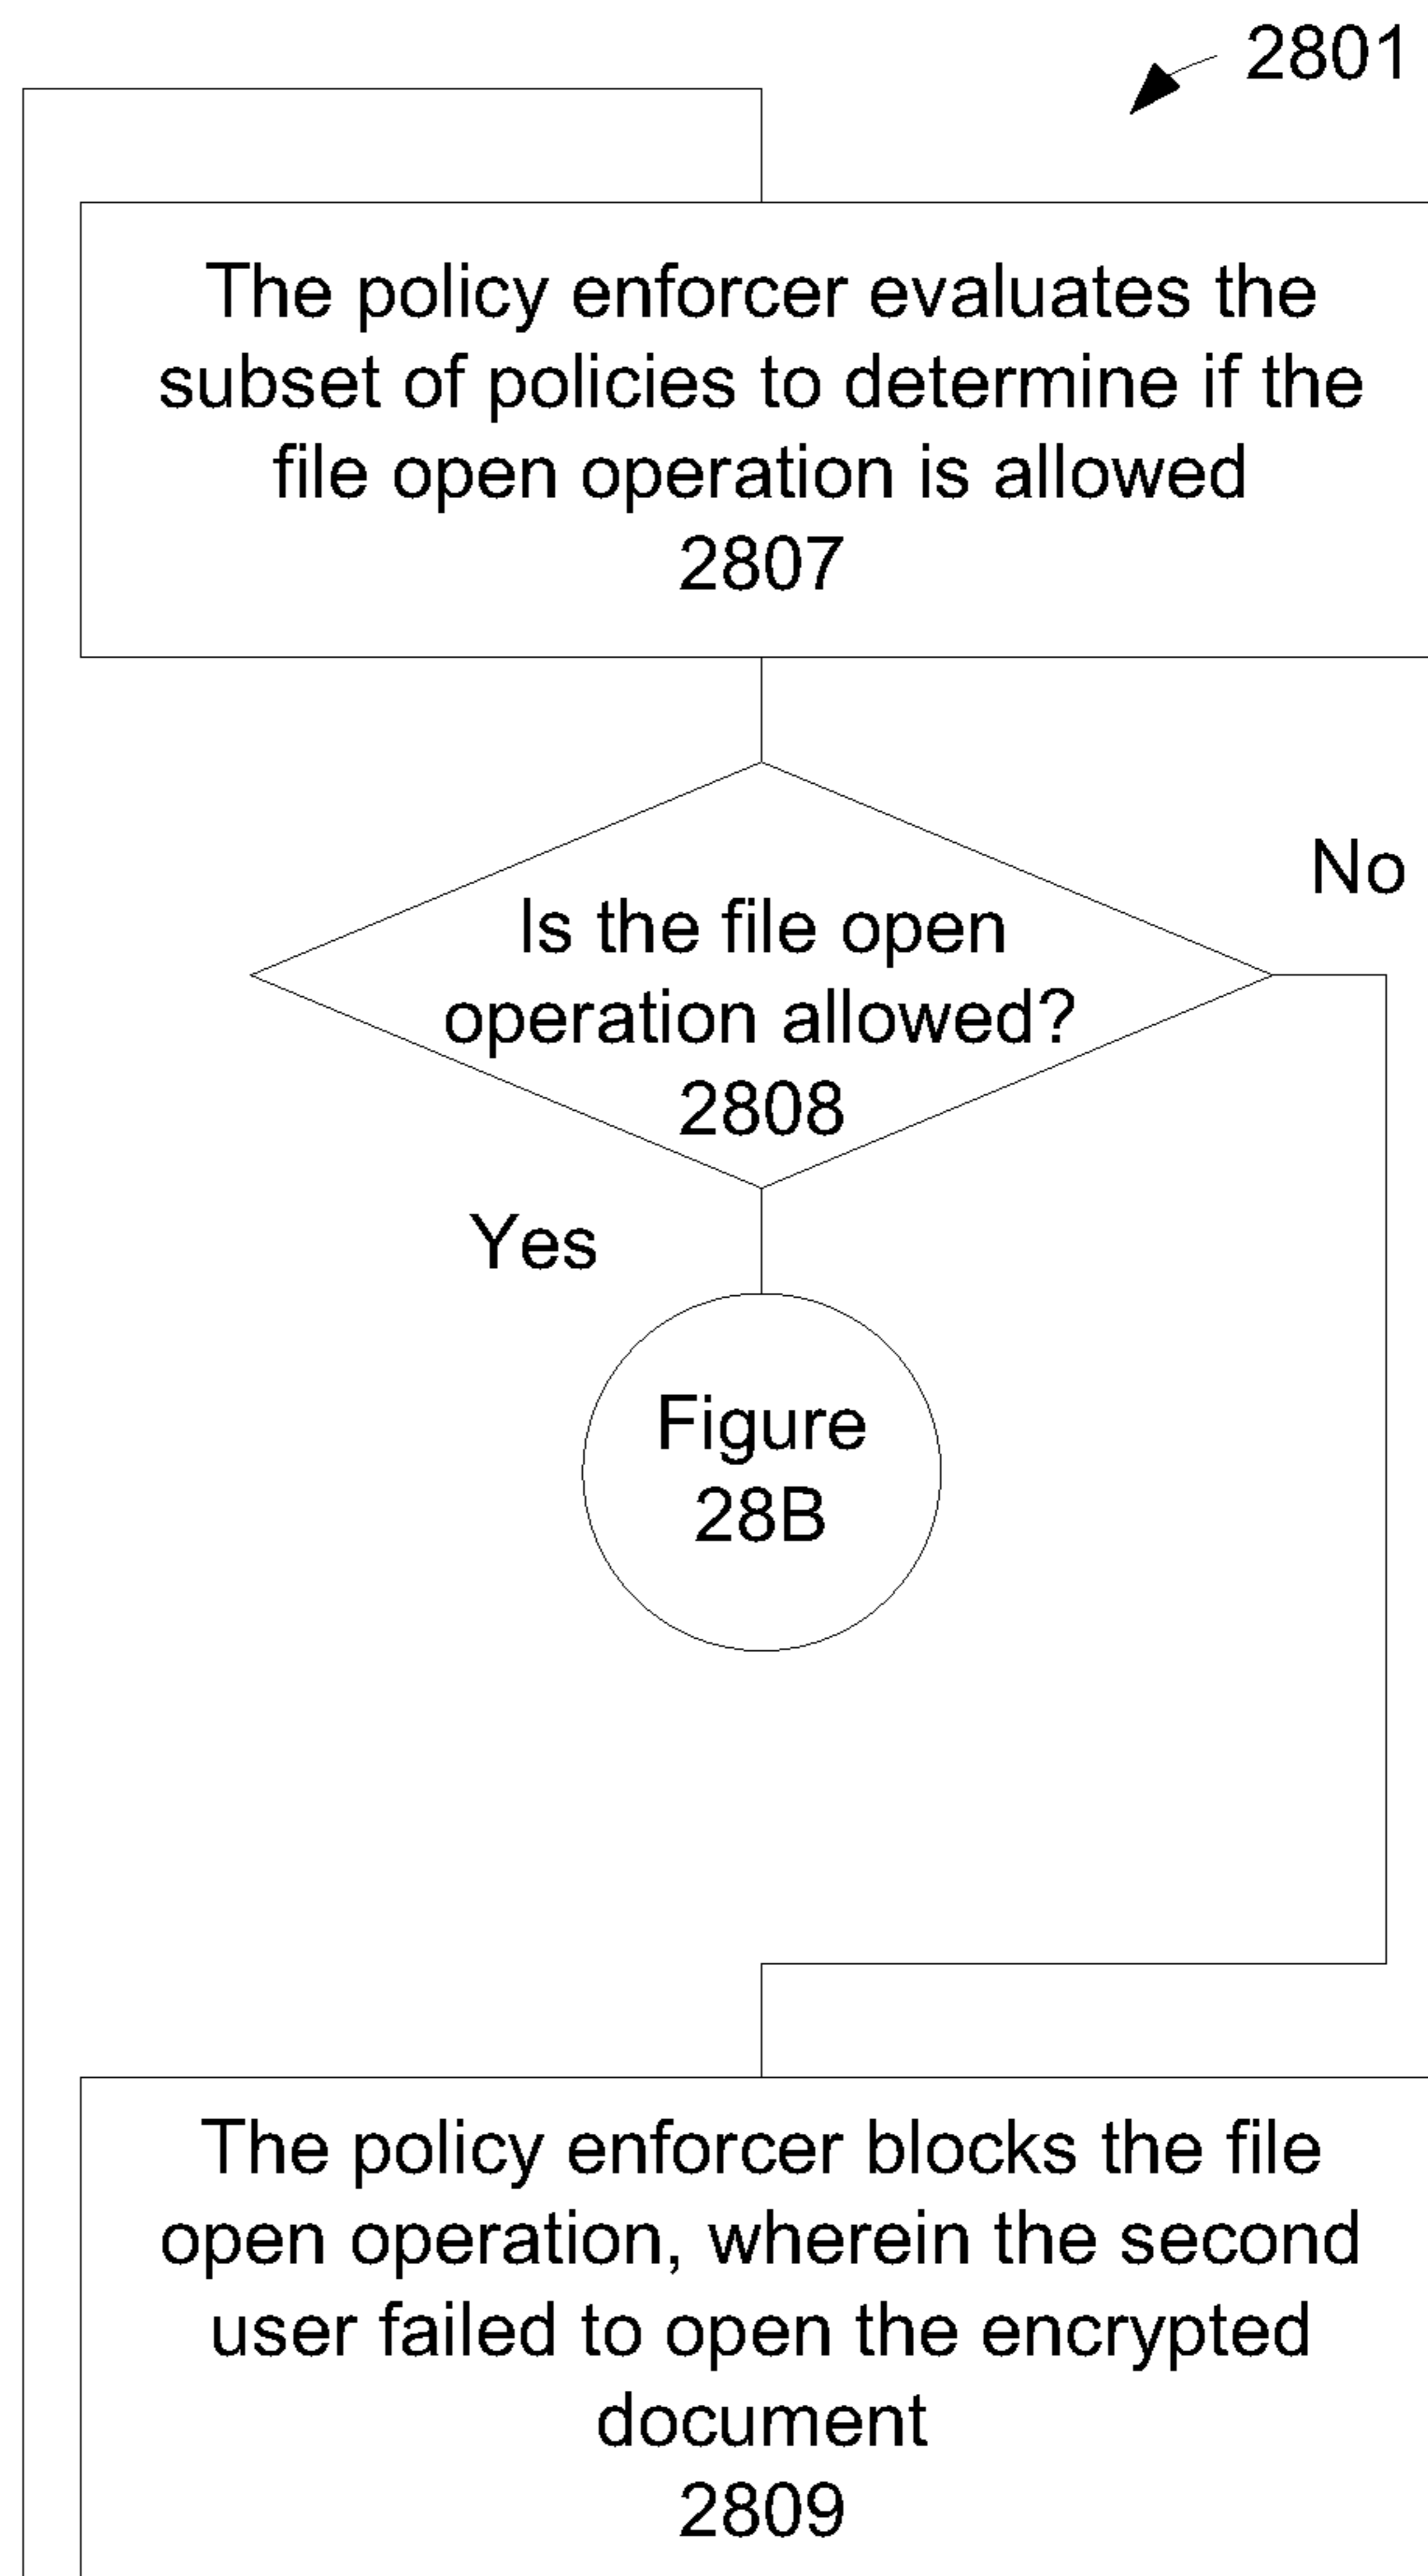 2801
The policy enforcer evaluates the
subset of policies to determine if the
file open operation is allowed
2807
No
Is the file open
operation allowed?
2808
Yes
Figure
28B
The policy enforcer blocks the file
open operation, wherein the second
user failed to open the encrypted
document
2809